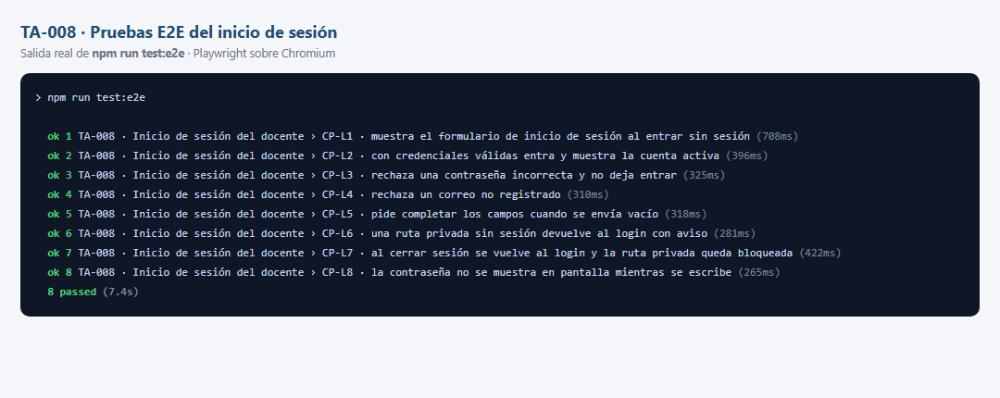 TA-008 · Pruebas E2E del inicio de sesión
Salida real de npm run test:e2e · Playwright sobre Chromium
> npm run test:e2e
ok 1 TA-008 · Inicio de sesión del docente › CP-L1 · muestra el formulario de inicio de sesión al entrar sin sesión (708ms)
ok 2 TA-008 · Inicio de sesión del docente › CP-L2 · con credenciales válidas entra y muestra la cuenta activa (396ms)
ok 3 TA-008 · Inicio de sesión del docente › CP-L3 · rechaza una contraseña incorrecta y no deja entrar (325ms)
ok 4 TA-008 · Inicio de sesión del docente › CP-L4 · rechaza un correo no registrado (310ms)
ok 5 TA-008 · Inicio de sesión del docente › CP-L5 · pide completar los campos cuando se envía vacío (318ms)
ok 6 TA-008 · Inicio de sesión del docente › CP-L6 · una ruta privada sin sesión devuelve al login con aviso (281ms)
ok 7 TA-008 · Inicio de sesión del docente › CP-L7 · al cerrar sesión se vuelve al login y la ruta privada queda bloqueada (422ms)
ok 8 TA-008 · Inicio de sesión del docente › CP-L8 · la contraseña no se muestra en pantalla mientras se escribe (265ms)
8 passed (7.4s)